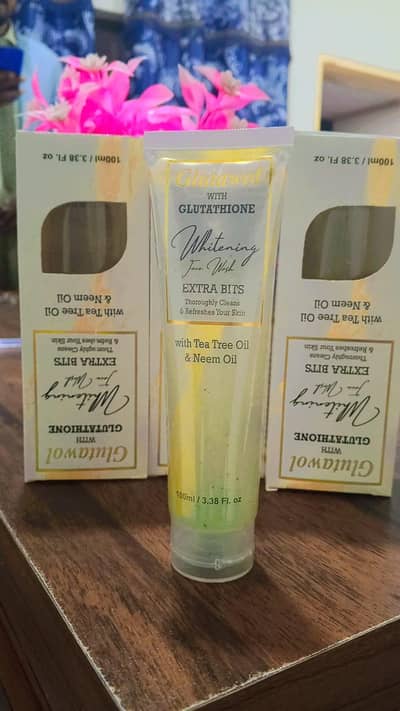 100ml / 3.38 Fl. oz
with Tea Tree Oil
& Neem Oil
Thoroughly Cleans
& Refreshes Your Skin
EXTRA BITS
Face Wash
Whitening
GLUTATHIONE
WITH
Glutawol
Glutawol
WITH
GLUTATHIONE
Whitening
Face Wash
EXTRA BITS
Thoroughly Cleans
& Refreshes Your Skin
with Tea Tree Oil
& Neem Oil
100ml / 3.38 Fl. oz
100ml / 3.38 Fl. oz
with Tea Tree Oil
& Neem Oil
Thoroughly Cleans
& Refreshes Your Skin
EXTRA BITS
Face Wash
Whitening
GLUTATHIONE
WITH
Glutawol